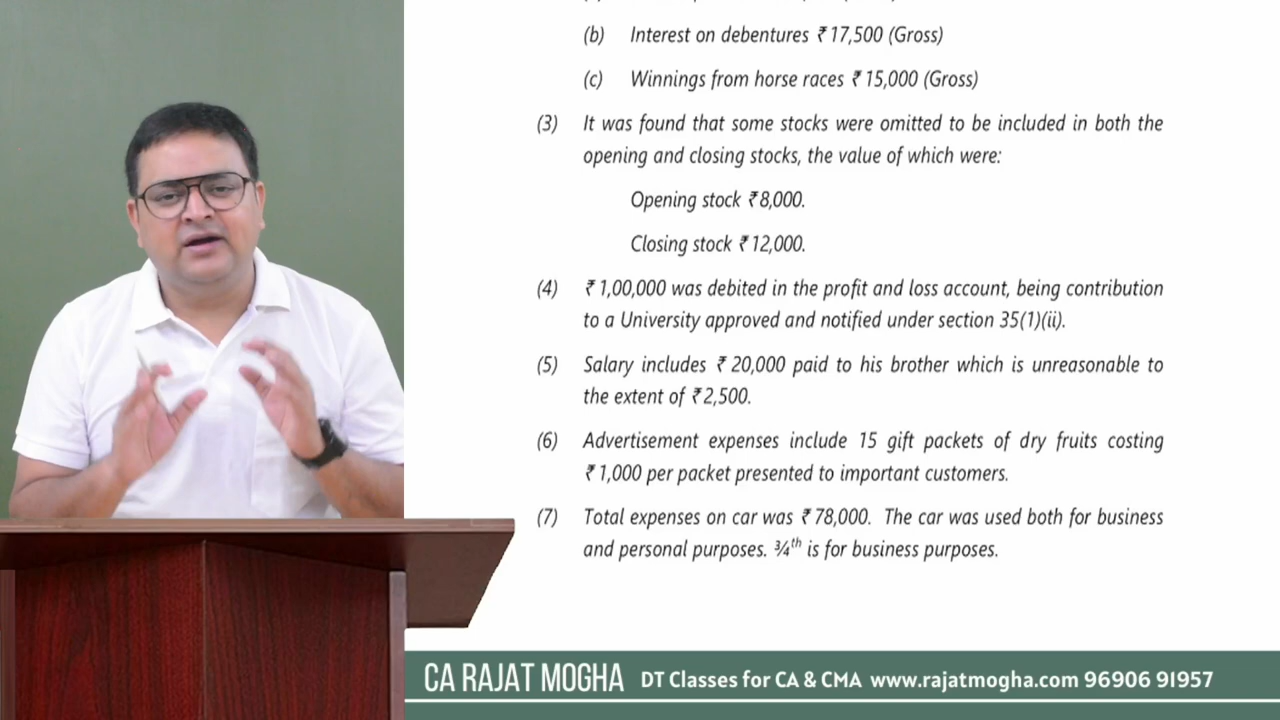 (b) Interest on debentures ₹17,500 (Gross)
(c) Winnings from horse races ₹15,000 (Gross)
(3) It was found that some stocks were omitted to be included in both the
opening and closing stocks, the value of which were:
Opening stock ₹8,000.
Closing stock ₹12,000.
(4) ₹1,00,000 was debited in the profit and loss account, being contribution
to a University approved and notified under section 35(1)(ii).
(5) Salary includes ₹20,000 paid to his brother which is unreasonable to
the extent of ₹2,500.
(6) Advertisement expenses include 15 gift packets of dry fruits costing
₹1,000 per packet presented to important customers.
(7) Total expenses on car was ₹78,000. The car was used both for business
and personal purposes. ¾th is for business purposes.
CA RAJAT MOGHA DT Classes for CA & CMA www.rajatmogha.com 96906 91957